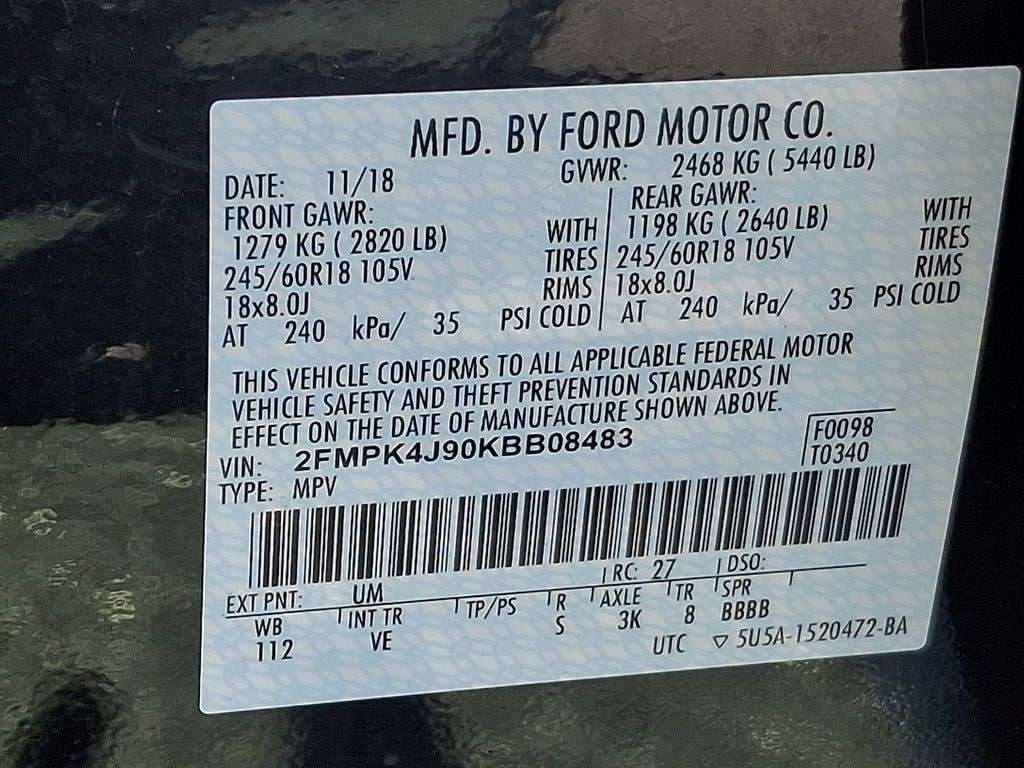 MFD. BY FORD MOTOR CO.
DATE: 11/18 GVWR: 2468 KG ( 5440 LB)
FRONT GAWR: REAR GAWR:
1279 KG ( 2820 LB) WITH 1198 KG ( 2640 LB) WITH
245/60R18 105V TIRES 245/60R18 105V TIRES
18x8.0J RIMS 18x8.0J RIMS
AT 240 kPa/ 35 PSI COLD AT 240 kPa/ 35 PSI COLD
THIS VEHICLE CONFORMS TO ALL APPLICABLE FEDERAL MOTOR
VEHICLE SAFETY AND THEFT PREVENTION STANDARDS IN
EFFECT ON THE DATE OF MANUFACTURE SHOWN ABOVE.
VIN: 2FMPK4J90KBB08483 F0098
TYPE: MPV T0340
EXT PNT: UM RC: 27 DSO:
WB INT TR TP/PS R AXLE TR SPR
112 VE S 3K 8 BBBB
UTC ▽ 5U5A-1520472-BA